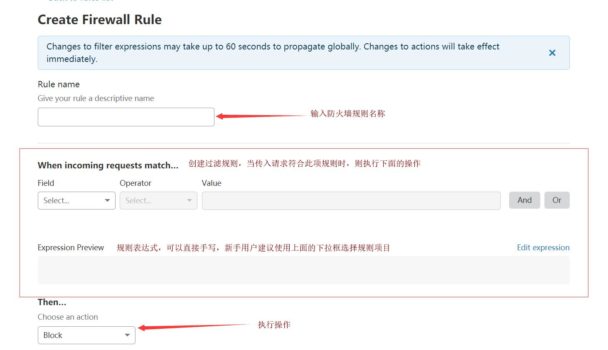 Create Firewall Rule
Changes to filter expressions may take up to 60 seconds to propagate globally. Changes to actions will take effect
immediately.
Rule name
Give your rule a descriptive name
输入防火墙规则名称
When incoming requests match... 创建过滤规则，当传入请求符合此项规则时，则执行下面的操作
Field Operator Value
Select... Select... And Or
Expression Preview 规则表达式，可以直接手写，新手用户建议使用上面的下拉框选择规则项目 Edit expression
Then...
Choose an action
Block 执行操作